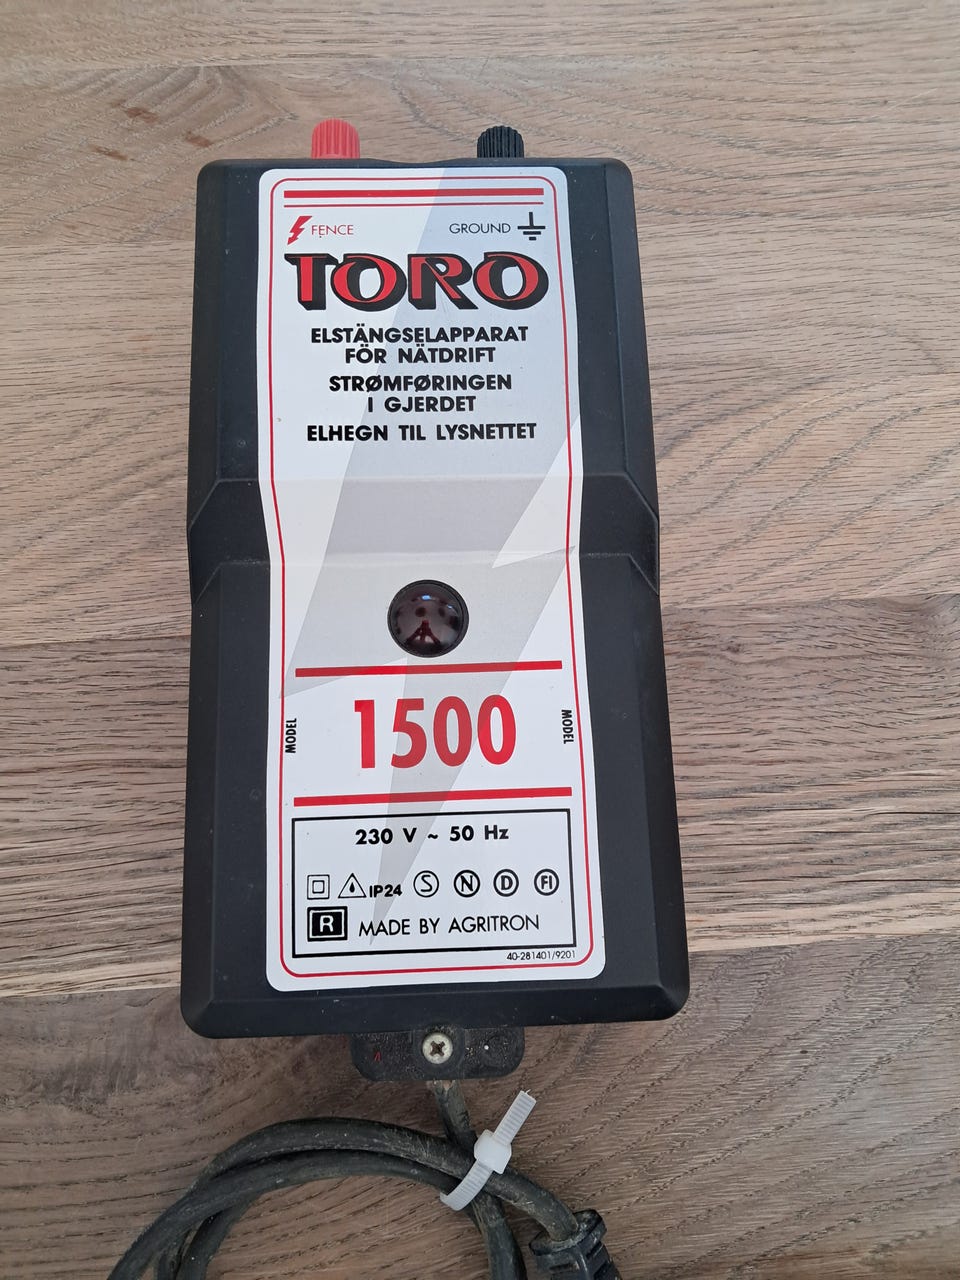 FENCE
GROUND
TORO
ELSTÄNGSELAPPARAT
FÖR NÄTDRIFT
STRØMFØRINGEN
I GJERDET
ELHEGN TIL LYSNETTET
MODEL
1500
MODEL
230 V ~ 50 Hz
IP24 S N D FI
R MADE BY AGRITRON
40-281401/9201